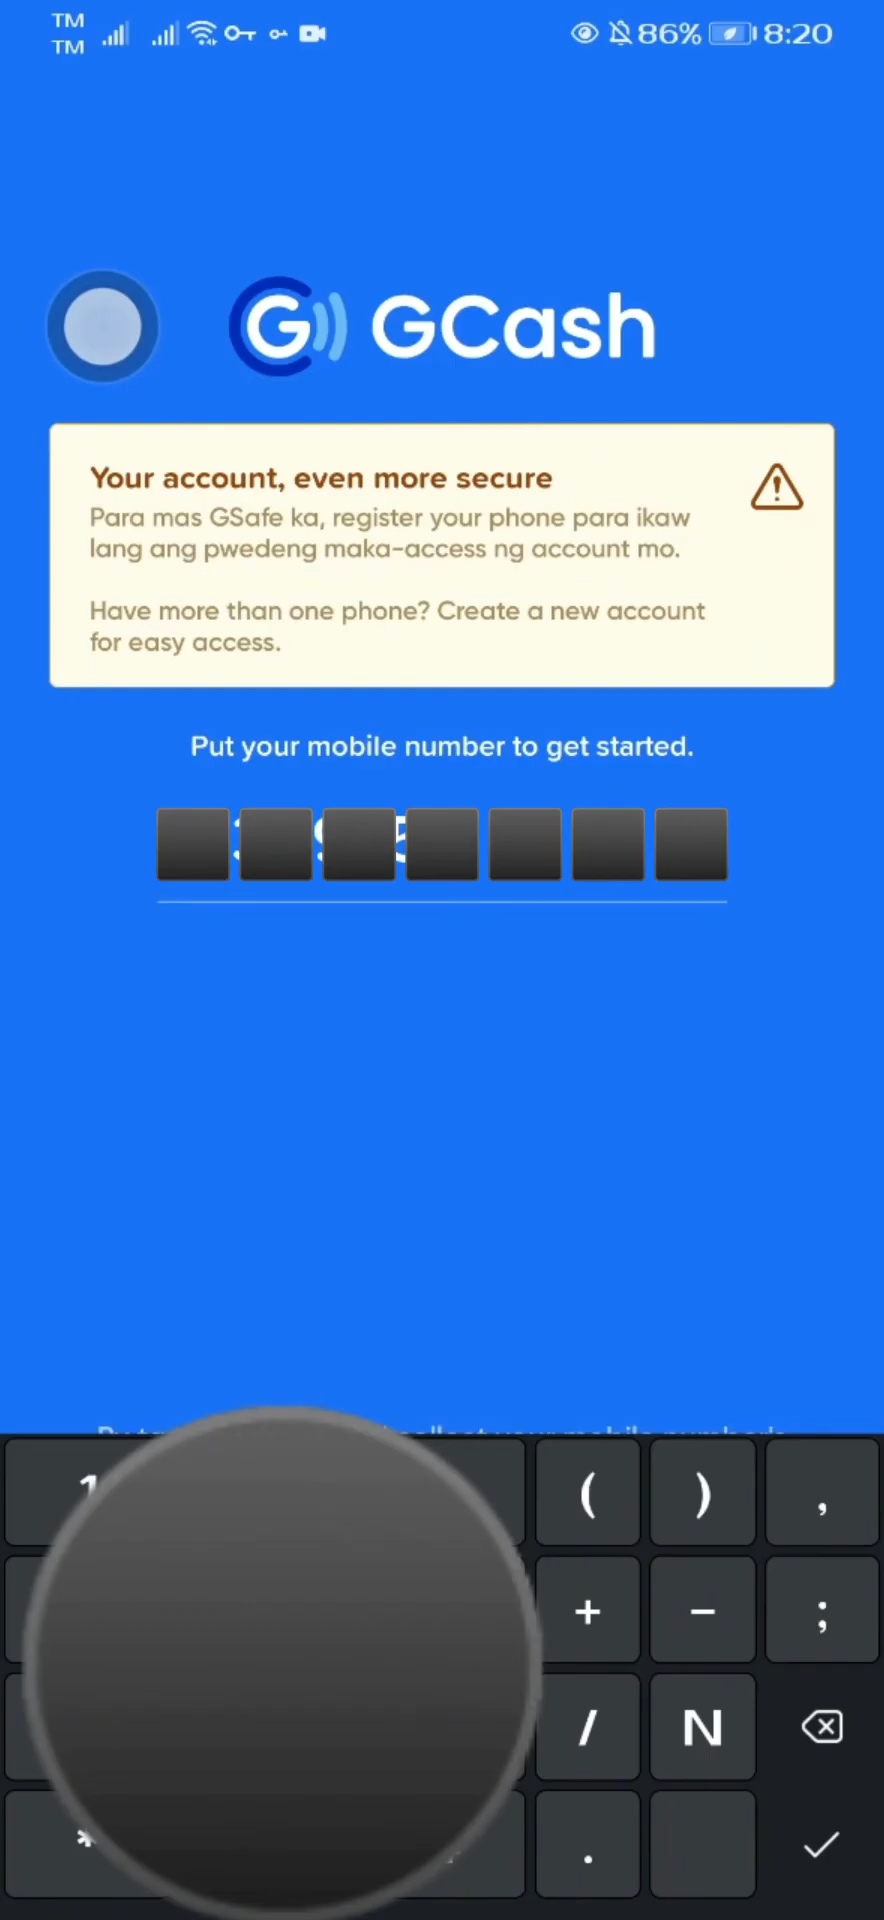 TM
TM
86% 8:20
G GCash
Your account, even more secure
Para mas GSafe ka, register your phone para ikaw
lang ang pwedeng maka-access ng account mo.
Have more than one phone? Create a new account
for easy access.
Put your mobile number to get started.
1 ( ) ,
+ - ;
/ N
* .